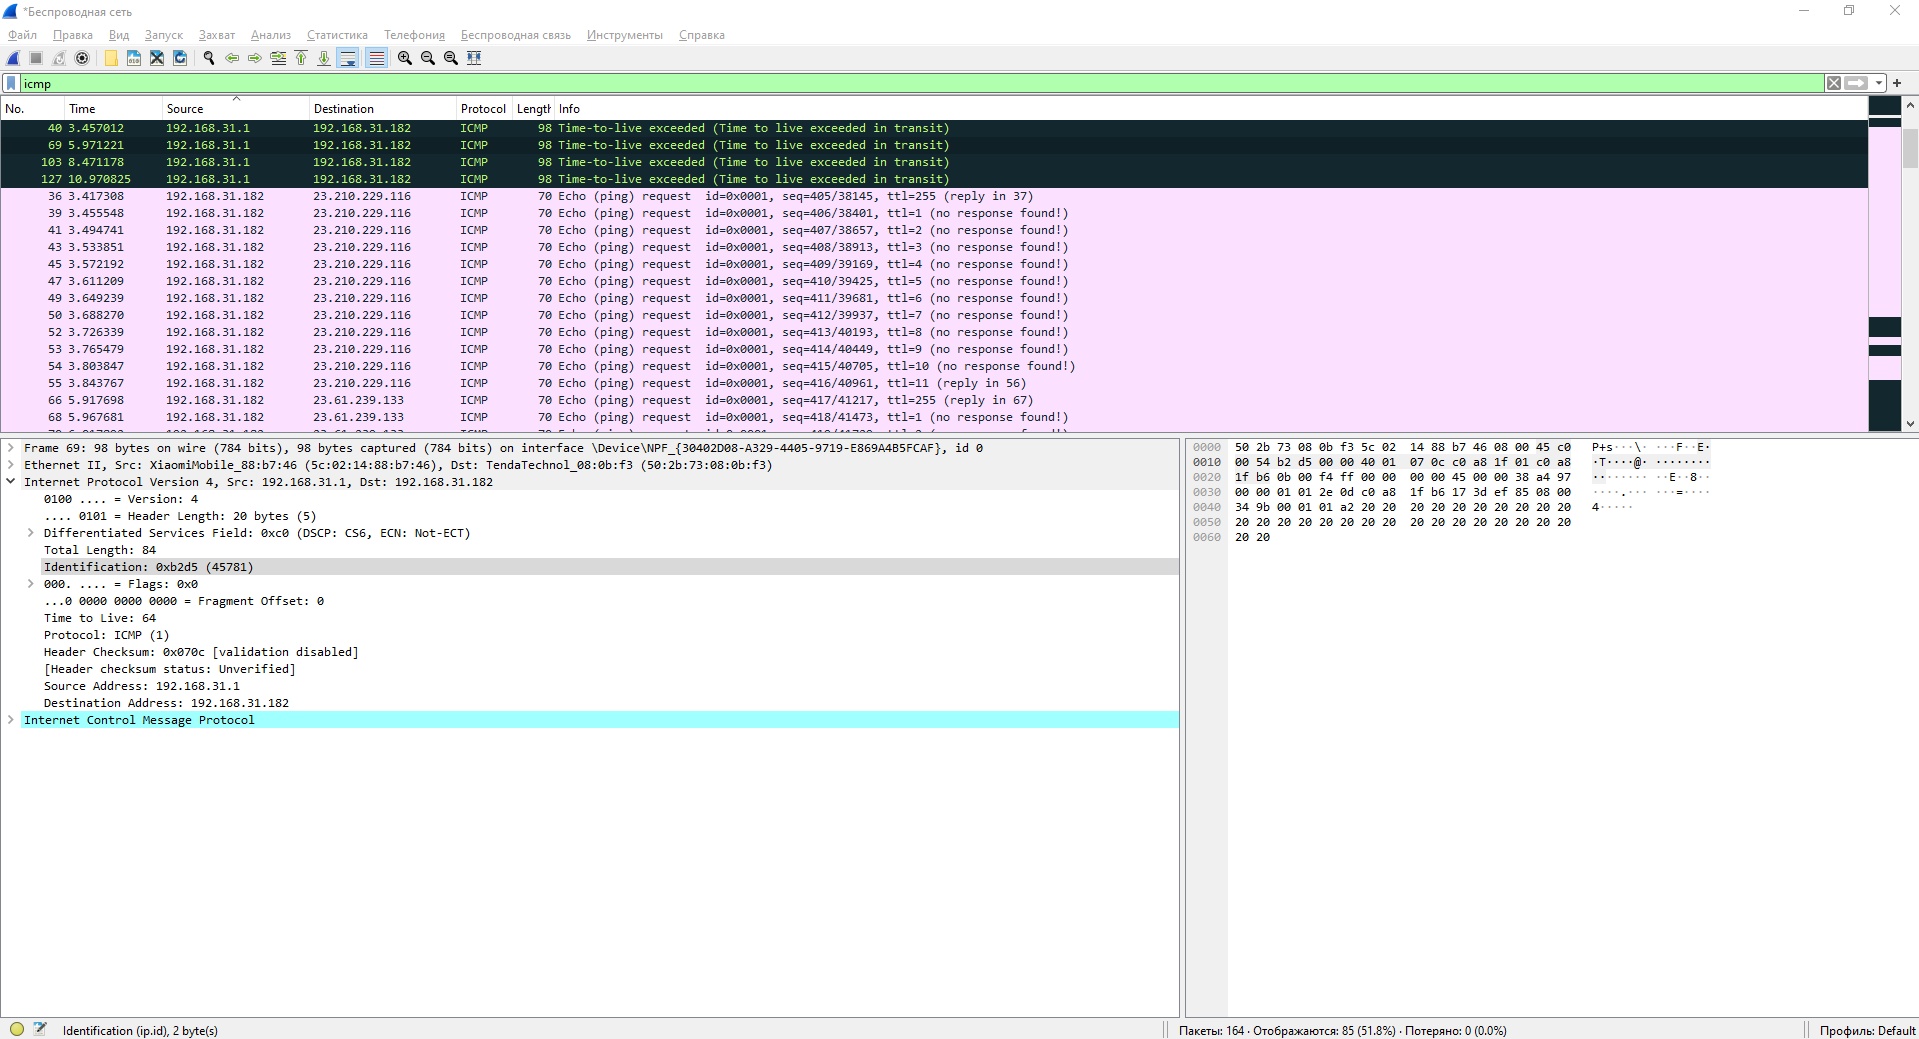 *Беспроводная сеть
Файл Правка Вид Запуск Захват Анализ Статистика Телефония Беспроводная связь Инструменты Справка
icmp
No. Time Source Destination Protocol Length Info
40 3.457012 192.168.31.1 192.168.31.182 ICMP 98 Time-to-live exceeded (Time to live exceeded in transit)
69 5.971221 192.168.31.1 192.168.31.182 ICMP 98 Time-to-live exceeded (Time to live exceeded in transit)
103 8.471178 192.168.31.1 192.168.31.182 ICMP 98 Time-to-live exceeded (Time to live exceeded in transit)
127 10.970825 192.168.31.1 192.168.31.182 ICMP 98 Time-to-live exceeded (Time to live exceeded in transit)
36 3.417308 192.168.31.182 23.210.229.116 ICMP 70 Echo (ping) request id=0x0001, seq=405/38145, ttl=255 (reply in 37)
39 3.455548 192.168.31.182 23.210.229.116 ICMP 70 Echo (ping) request id=0x0001, seq=406/38401, ttl=1 (no response found!)
41 3.494741 192.168.31.182 23.210.229.116 ICMP 70 Echo (ping) request id=0x0001, seq=407/38657, ttl=2 (no response found!)
43 3.533851 192.168.31.182 23.210.229.116 ICMP 70 Echo (ping) request id=0x0001, seq=408/38913, ttl=3 (no response found!)
45 3.572192 192.168.31.182 23.210.229.116 ICMP 70 Echo (ping) request id=0x0001, seq=409/39169, ttl=4 (no response found!)
47 3.611209 192.168.31.182 23.210.229.116 ICMP 70 Echo (ping) request id=0x0001, seq=410/39425, ttl=5 (no response found!)
49 3.649239 192.168.31.182 23.210.229.116 ICMP 70 Echo (ping) request id=0x0001, seq=411/39681, ttl=6 (no response found!)
50 3.688270 192.168.31.182 23.210.229.116 ICMP 70 Echo (ping) request id=0x0001, seq=412/39937, ttl=7 (no response found!)
52 3.726339 192.168.31.182 23.210.229.116 ICMP 70 Echo (ping) request id=0x0001, seq=413/40193, ttl=8 (no response found!)
53 3.765479 192.168.31.182 23.210.229.116 ICMP 70 Echo (ping) request id=0x0001, seq=414/40449, ttl=9 (no response found!)
54 3.803847 192.168.31.182 23.210.229.116 ICMP 70 Echo (ping) request id=0x0001, seq=415/40705, ttl=10 (no response found!)
55 3.843767 192.168.31.182 23.210.229.116 ICMP 70 Echo (ping) request id=0x0001, seq=416/40961, ttl=11 (reply in 56)
66 5.917698 192.168.31.182 23.61.239.133 ICMP 70 Echo (ping) request id=0x0001, seq=417/41217, ttl=255 (reply in 67)
68 5.967681 192.168.31.182 23.61.239.133 ICMP 70 Echo (ping) request id=0x0001, seq=418/41473, ttl=1 (no response found!)
Frame 69: 98 bytes on wire (784 bits), 98 bytes captured (784 bits) on interface \Device\NPF_{30402D08-A329-4405-9719-E869A4B5FCAF}, id 0
Ethernet II, Src: XiaomiMobile_88:b7:46 (5c:02:14:88:b7:46), Dst: TendaTechnol_08:0b:f3 (50:2b:73:08:0b:f3)
Internet Protocol Version 4, Src: 192.168.31.1, Dst: 192.168.31.182
0100 .... = Version: 4
.... 0101 = Header Length: 20 bytes (5)
Differentiated Services Field: 0xc0 (DSCP: CS6, ECN: Not-ECT)
Total Length: 84
Identification: 0xb2d5 (45781)
000. .... = Flags: 0x0
...0 0000 0000 0000 = Fragment Offset: 0
Time to Live: 64
Protocol: ICMP (1)
Header Checksum: 0x070c [validation disabled]
[Header checksum status: Unverified]
Source Address: 192.168.31.1
Destination Address: 192.168.31.182
Internet Control Message Protocol
0000 50 2b 73 08 0b f3 5c 02 14 88 b7 46 08 00 45 c0 P+s···\· ···F··E·
0010 00 54 b2 d5 00 00 40 01 07 0c c0 a8 1f 01 c0 a8 ·T····@· ········
0020 1f b6 0b 00 f4 ff 00 00 00 00 45 00 00 38 a4 97 ········ ··E··8··
0030 00 00 01 01 2e 0d c0 a8 1f b6 17 3d ef 85 08 00 ····.··· ···=····
0040 34 9b 00 01 01 a2 20 20 20 20 20 20 20 20 20 20 4·····
0050 20 20 20 20 20 20 20 20 20 20 20 20 20 20 20 20
0060 20 20
Identification (ip.id), 2 byte(s)
Пакеты: 164 · Отображаются: 85 (51.8%) · Потеряно: 0 (0.0%)
Профиль: Default